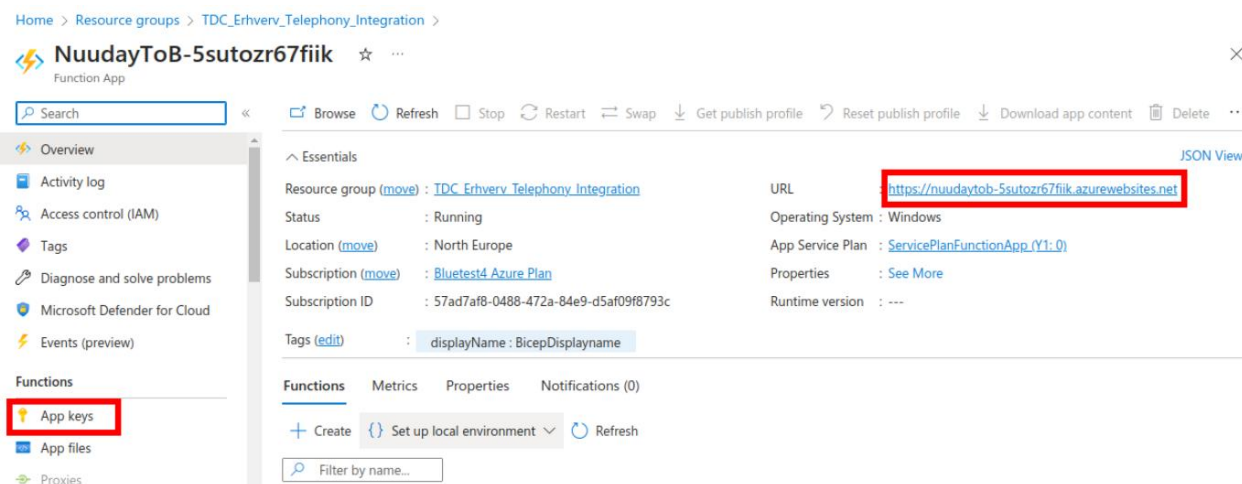 Home > Resource groups > TDC_Erhverv_Telephony_Integration >
NuudayToB-5sutozr67fiik
Function App
Search
Browse Refresh Stop Restart Swap Get publish profile Reset publish profile Download app content Delete
Overview
Activity log
Access control (IAM)
Tags
Diagnose and solve problems
Microsoft Defender for Cloud
Events (preview)
Functions
App keys
App files
Proxies
Essentials
JSON View
Resource group (move) : TDC_Erhverv_Telephony_Integration
Status : Running
Location (move) : North Europe
Subscription (move) : Bluetest4 Azure Plan
Subscription ID : 57ad7af8-0488-472a-84e9-d5af09f8793c
Tags (edit) : displayName : BicepDisplayname
URL : https://nuudaytob-5sutozr67fiik.azurewebsites.net
Operating System : Windows
App Service Plan : ServicePlanFunctionApp (Y1: 0)
Properties : See More
Runtime version : ---
Functions Metrics Properties Notifications (0)
Create {} Set up local environment Refresh
Filter by name...